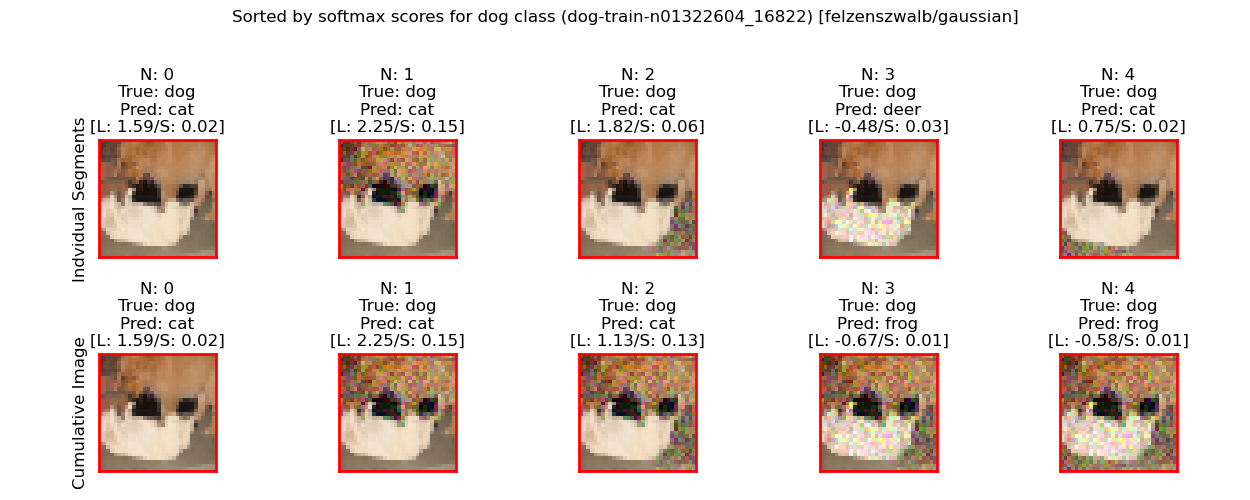 Sorted by softmax scores for dog class (dog-train-n01322604_16822) [felzenszwalb/gaussian]
Indvidual Segments
N: 0
True: dog
Pred: cat
[L: 1.59/S: 0.02]
N: 1
True: dog
Pred: cat
[L: 2.25/S: 0.15]
N: 2
True: dog
Pred: cat
[L: 1.82/S: 0.06]
N: 3
True: dog
Pred: deer
[L: -0.48/S: 0.03]
N: 4
True: dog
Pred: cat
[L: 0.75/S: 0.02]
Cumulative Image
N: 0
True: dog
Pred: cat
[L: 1.59/S: 0.02]
N: 1
True: dog
Pred: cat
[L: 2.25/S: 0.15]
N: 2
True: dog
Pred: cat
[L: 1.13/S: 0.13]
N: 3
True: dog
Pred: frog
[L: -0.67/S: 0.01]
N: 4
True: dog
Pred: frog
[L: -0.58/S: 0.01]